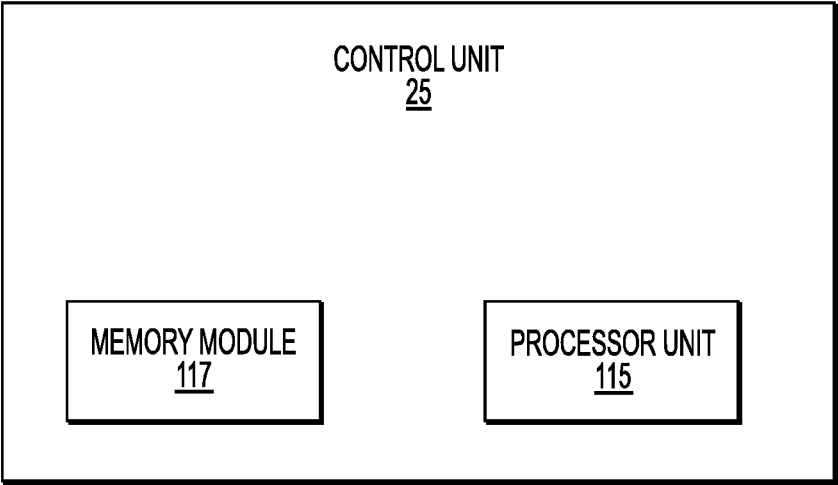 CONTROL UNIT
25
MEMORY MODULE
117
PROCESSOR UNIT
115